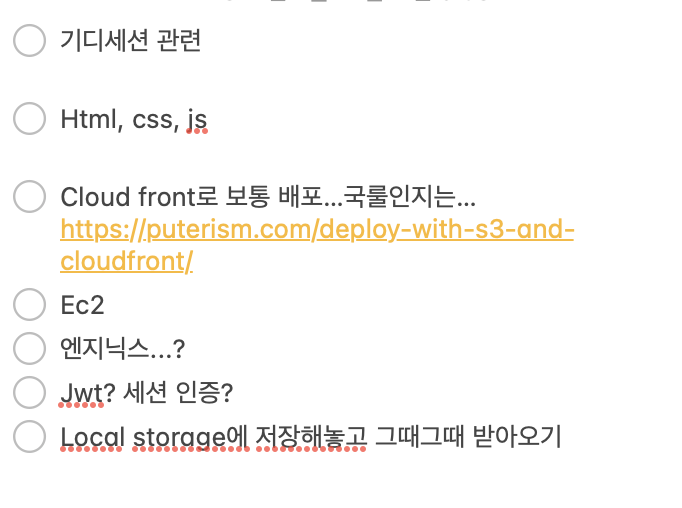 기디세션 관련
Html, css, js
Cloud front로 보통 배포...국룰인지는...
https://puterism.com/deploy-with-s3-and-
cloudfront/
Ec2
엔지닉스...?
Jwt? 세션 인증?
Local storage에 저장해놓고 그때그때 받아오기